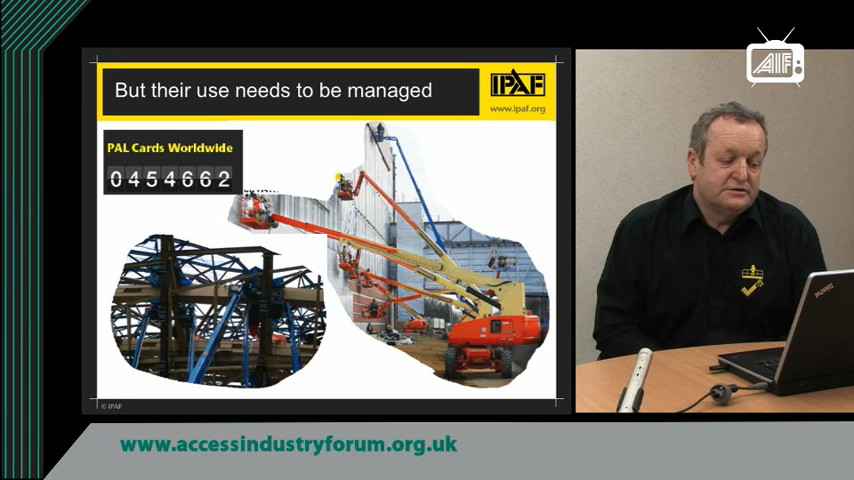 But their use needs to be managed
IPAF
www.ipaf.org
AIF
PAL Cards Worldwide
0454662
ThinkPad
© IPAF
www.accessindustryforum.org.uk